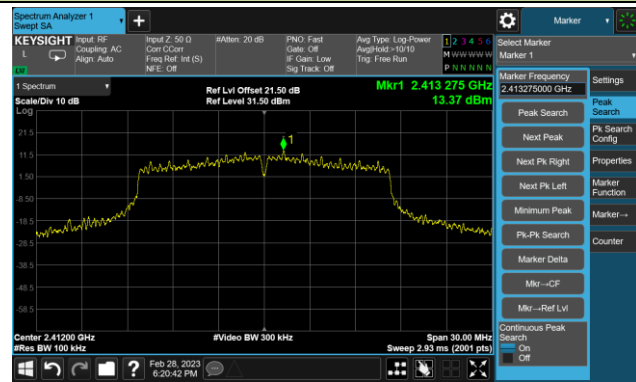 Spectrum Analyzer 1
Swept SA
KEYSIGHT
L
Input: RF
Coupling: AC
Align: Auto
Input Z: 50 Ω
Corr CCorr
Freq Ref: Int (S)
NFE: Off
#Atten: 20 dB
PNO: Fast
Gate: Off
IF Gain: Low
Sig Track: Off
Avg Type: Log-Power
Avg|Hold:>10/10
Trig: Free Run
1 2 3 4 5 6
M W W W W W
P N N N N N
1 Spectrum
Scale/Div 10 dB
Ref Lvl Offset 21.50 dB
Ref Level 31.50 dBm
Mkr1 2.413 275 GHz
13.37 dBm
Log
21.5
11.5
1.50
-8.50
-18.5
-28.5
-38.5
-48.5
-58.5
1
Center 2.41200 GHz
#Res BW 100 kHz
#Video BW 300 kHz
Span 30.00 MHz
Sweep 2.93 ms (2001 pts)
?
Feb 28, 2023
6:20:42 PM
Marker
Select Marker
Marker 1
Marker Frequency
2.413275000 GHz
Peak Search
Next Peak
Next Pk Right
Next Pk Left
Minimum Peak
Pk-Pk Search
Marker Delta
Mkr→CF
Mkr→Ref Lvl
Continuous Peak
Search
On
Off
Settings
Peak
Search
Pk Search
Config
Properties
Marker
Function
Marker→
Counter